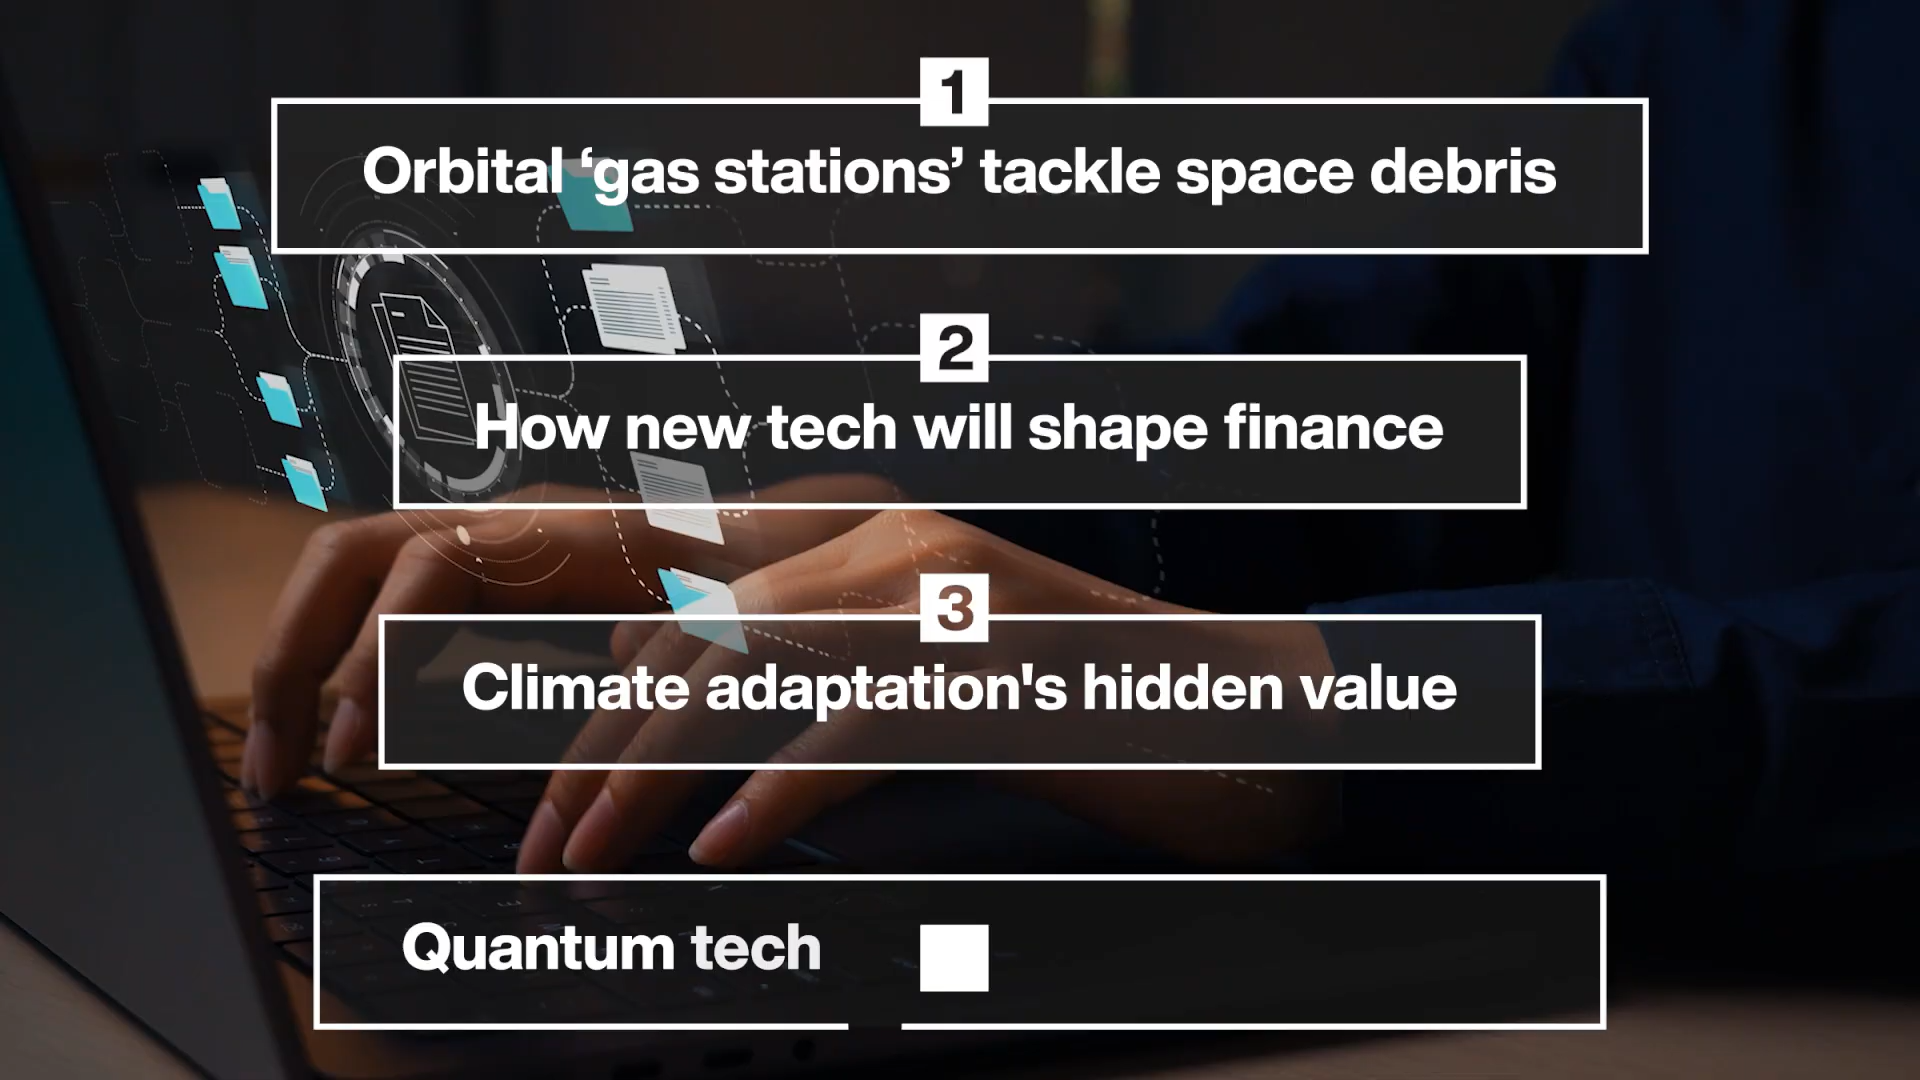 1
Orbital ‘gas stations’ tackle space debris
2
How new tech will shape finance
3
Climate adaptation's hidden value
Quantum tech